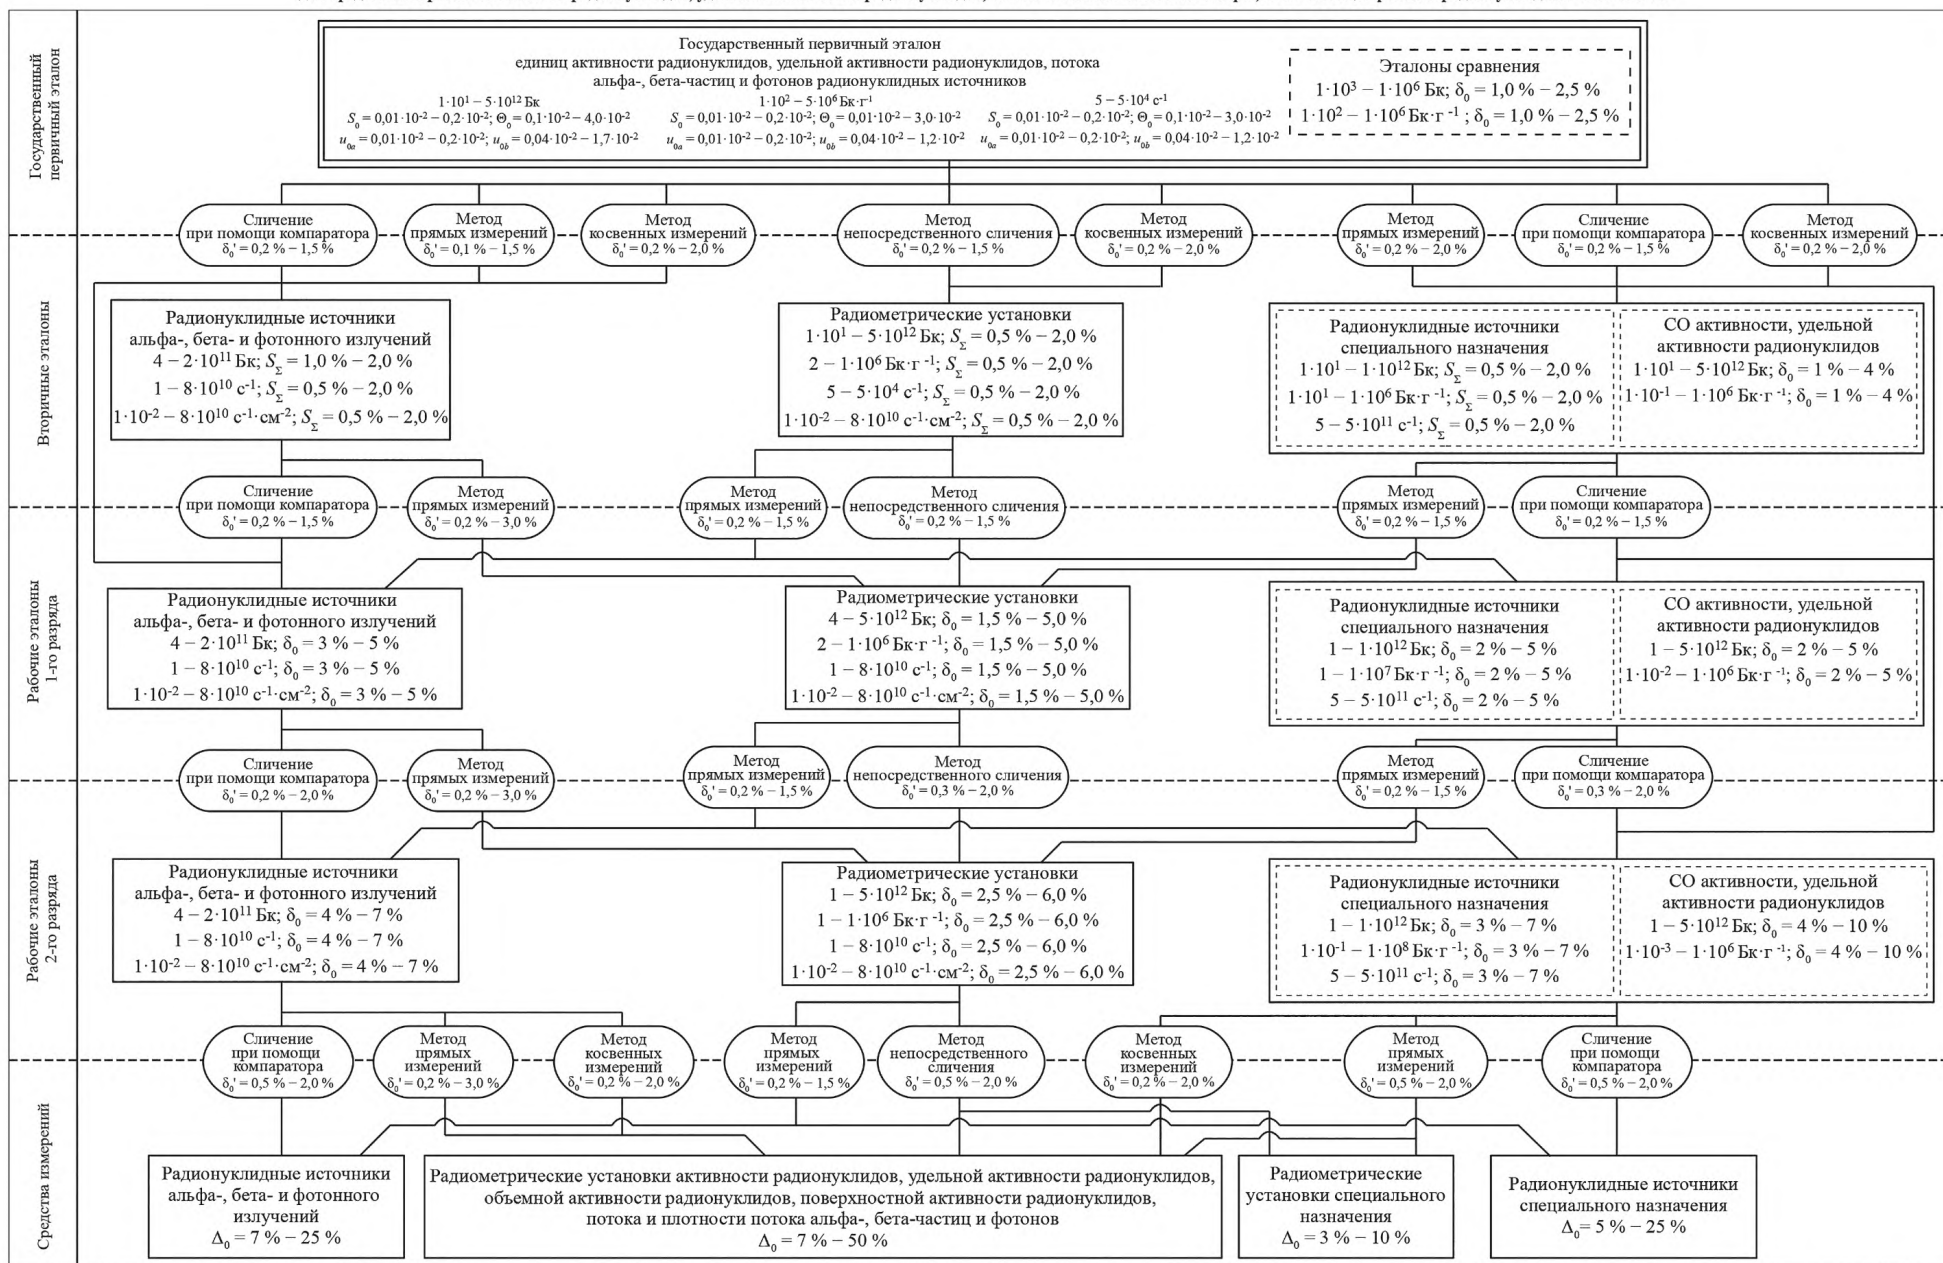 Государственный первичный эталон
Государственный первичный эталон
единиц активности радионуклидов, удельной активности радионуклидов, потока
альфа-, бета-частиц и фотонов радионуклидных источников
1·10¹ – 5·10¹² Бк
S₀ = 0,01·10⁻² – 0,2·10⁻²; Θ₀ = 0,1·10⁻² – 4,0·10⁻²
u₀ₐ = 0,01·10⁻² – 0,2·10⁻²; u₀b = 0,04·10⁻² – 1,7·10⁻²
1·10² – 5·10⁶ Бк·г⁻¹
S₀ = 0,01·10⁻² – 0,2·10⁻²; Θ₀ = 0,01·10⁻² – 3,0·10⁻²
u₀ₐ = 0,01·10⁻² – 0,2·10⁻²; u₀b = 0,04·10⁻² – 1,2·10⁻²
5 – 5·10⁴ с⁻¹
S₀ = 0,01·10⁻² – 0,2·10⁻²; Θ₀ = 0,1·10⁻² – 3,0·10⁻²
u₀ₐ = 0,01·10⁻² – 0,2·10⁻²; u₀b = 0,04·10⁻² – 1,2·10⁻²
Эталоны сравнения
1·10³ – 1·10⁶ Бк; δ₀ = 1,0 % – 2,5 %
1·10² – 1·10⁶ Бк·г ⁻¹ ; δ₀ = 1,0 % – 2,5 %
Сличение
при помощи компаратора
δ₀' = 0,2 % – 1,5 %
Метод
прямых измерений
δ₀' = 0,1 % – 1,5 %
Метод
косвенных измерений
δ₀' = 0,2 % – 2,0 %
Метод
непосредственного сличения
δ₀' = 0,2 % – 1,5 %
Метод
косвенных измерений
δ₀' = 0,2 % – 2,0 %
Метод
прямых измерений
δ₀' = 0,2 % – 2,0 %
Сличение
при помощи компаратора
δ₀' = 0,2 % – 1,5 %
Метод
косвенных измерений
δ₀' = 0,2 % – 2,0 %
Вторичные эталоны
Радионуклидные источники
альфа-, бета- и фотонного излучений
4 – 2·10¹¹ Бк; S_Σ = 1,0 % – 2,0 %
1 – 8·10¹⁰ с⁻¹; S_Σ = 0,5 % – 2,0 %
1·10⁻² – 8·10¹⁰ с⁻¹·см⁻²; S_Σ = 0,5 % – 2,0 %
Радиометрические установки
1·10¹ – 5·10¹² Бк; S_Σ = 0,5 % – 2,0 %
2 – 1·10⁶ Бк·г ⁻¹; S_Σ = 0,5 % – 2,0 %
5 – 5·10⁴ с⁻¹; S_Σ = 0,5 % – 2,0 %
1·10⁻² – 8·10¹⁰ с⁻¹·см⁻²; S_Σ = 0,5 % – 2,0 %
Радионуклидные источники
специального назначения
1·10¹ – 1·10¹² Бк; S_Σ = 0,5 % – 2,0 %
1·10¹ – 1·10⁶ Бк·г ⁻¹; S_Σ = 0,5 % – 2,0 %
5 – 5·10¹¹ с⁻¹; S_Σ = 0,5 % – 2,0 %
СО активности, удельной
активности радионуклидов
1·10¹ – 5·10¹² Бк; δ₀ = 1 % – 4 %
1·10⁻¹ – 1·10⁶ Бк·г ⁻¹; δ₀ = 1 % – 4 %
Сличение
при помощи компаратора
δ₀' = 0,2 % – 1,5 %
Метод
прямых измерений
δ₀' = 0,2 % – 3,0 %
Метод
прямых измерений
δ₀' = 0,2 % – 1,5 %
Метод
непосредственного сличения
δ₀' = 0,2 % – 1,5 %
Метод
прямых измерений
δ₀' = 0,2 % – 1,5 %
Сличение
при помощи компаратора
δ₀' = 0,2 % – 1,5 %
Рабочие эталоны
1-го разряда
Радионуклидные источники
альфа-, бета- и фотонного излучений
4 – 2·10¹¹ Бк; δ₀ = 3 % – 5 %
1 – 8·10¹⁰ с⁻¹; δ₀ = 3 % – 5 %
1·10⁻² – 8·10¹⁰ с⁻¹·см⁻²; δ₀ = 3 % – 5 %
Радиометрические установки
4 – 5·10¹² Бк; δ₀ = 1,5 % – 5,0 %
2 – 1·10⁶ Бк·г ⁻¹; δ₀ = 1,5 % – 5,0 %
1 – 8·10¹⁰ с⁻¹; δ₀ = 1,5 % – 5,0 %
1·10⁻² – 8·10¹⁰ с⁻¹·см⁻²; δ₀ = 1,5 % – 5,0 %
Радионуклидные источники
специального назначения
1 – 1·10¹² Бк; δ₀ = 2 % – 5 %
1 – 1·10⁷ Бк·г ⁻¹; δ₀ = 2 % – 5 %
5 – 5·10¹¹ с⁻¹; δ₀ = 2 % – 5 %
СО активности, удельной
активности радионуклидов
1 – 5·10¹² Бк; δ₀ = 2 % – 5 %
1·10⁻² – 1·10⁶ Бк·г ⁻¹; δ₀ = 2 % – 5 %
Сличение
при помощи компаратора
δ₀' = 0,2 % – 2,0 %
Метод
прямых измерений
δ₀' = 0,2 % – 3,0 %
Метод
прямых измерений
δ₀' = 0,2 % – 1,5 %
Метод
непосредственного сличения
δ₀' = 0,3 % – 2,0 %
Метод
прямых измерений
δ₀' = 0,2 % – 1,5 %
Сличение
при помощи компаратора
δ₀' = 0,3 % – 2,0 %
Рабочие эталоны
2-го разряда
Радионуклидные источники
альфа-, бета- и фотонного излучений
4 – 2·10¹¹ Бк; δ₀ = 4 % – 7 %
1 – 8·10¹⁰ с⁻¹; δ₀ = 4 % – 7 %
1·10⁻² – 8·10¹⁰ с⁻¹·см⁻²; δ₀ = 4 % – 7 %
Радиометрические установки
1 – 5·10¹² Бк; δ₀ = 2,5 % – 6,0 %
1 – 1·10⁶ Бк·г ⁻¹; δ₀ = 2,5 % – 6,0 %
1 – 8·10¹⁰ с⁻¹; δ₀ = 2,5 % – 6,0 %
1·10⁻² – 8·10¹⁰ с⁻¹·см⁻²; δ₀ = 2,5 % – 6,0 %
Радионуклидные источники
специального назначения
1 – 1·10¹² Бк; δ₀ = 3 % – 7 %
1·10⁻¹ – 1·10⁸ Бк·г ⁻¹; δ₀ = 3 % – 7 %
5 – 5·10¹¹ с⁻¹; δ₀ = 3 % – 7 %
СО активности, удельной
активности радионуклидов
1 – 5·10¹² Бк; δ₀ = 4 % – 10 %
1·10⁻³ – 1·10⁶ Бк·г ⁻¹; δ₀ = 4 % – 10 %
Сличение
при помощи
компаратора
δ₀' = 0,5 % – 2,0 %
Метод
прямых
измерений
δ₀' = 0,2 % – 3,0 %
Метод
косвенных
измерений
δ₀' = 0,2 % – 2,0 %
Метод
прямых
измерений
δ₀' = 0,2 % – 1,5 %
Метод
непосредственного
сличения
δ₀' = 0,5 % – 2,0 %
Метод
косвенных
измерений
δ₀' = 0,2 % – 2,0 %
Метод
прямых
измерений
δ₀' = 0,5 % – 2,0 %
Сличение
при помощи
компаратора
δ₀' = 0,5 % – 2,0 %
Средства измерений
Радионуклидные источники
альфа-, бета- и фотонного
излучений
Δ₀ = 7 % – 25 %
Радиометрические установки активности радионуклидов, удельной активности радионуклидов,
объемной активности радионуклидов, поверхностной активности радионуклидов,
потока и плотности потока альфа-, бета-частиц и фотонов
Δ₀ = 7 % – 50 %
Радиометрические
установки специального
назначения
Δ₀ = 3 % – 10 %
Радионуклидные источники
специального назначения
Δ₀ = 5 % – 25 %